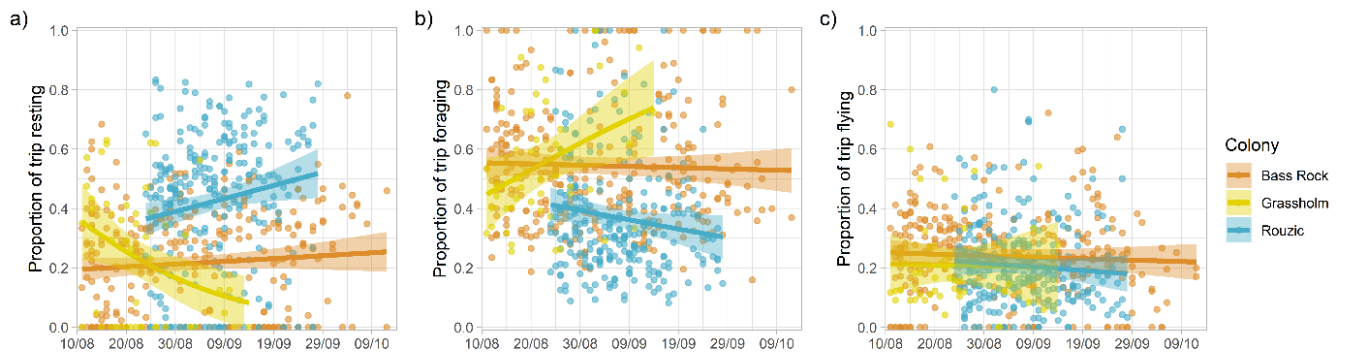 a)
Proportion of trip resting
1.0
0.8
0.6
0.4
0.2
0.0
10/08 20/08 30/08 09/09 19/09 29/09 09/10
b)
Proportion of trip foraging
1.0
0.8
0.6
0.4
0.2
0.0
10/08 20/08 30/08 09/09 19/09 29/09 09/10
c)
Proportion of trip flying
1.0
0.8
0.6
0.4
0.2
0.0
10/08 20/08 30/08 09/09 19/09 29/09 09/10
Colony
Bass Rock
Grassholm
Rouzic